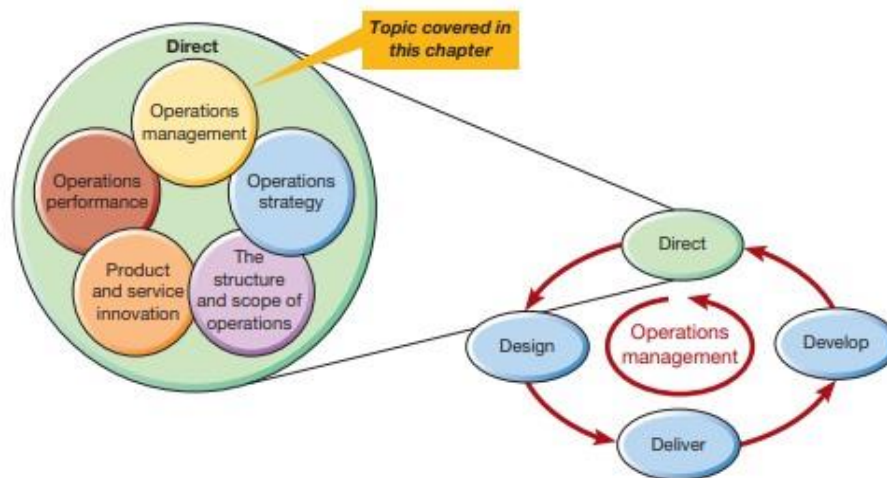 Topic covered in
this chapter
Direct
Operations
management
Operations
performance
Operations
strategy
Product
and service
innovation
The
structure
and scope of
operations
Direct
Design
Operations
management
Develop
Deliver